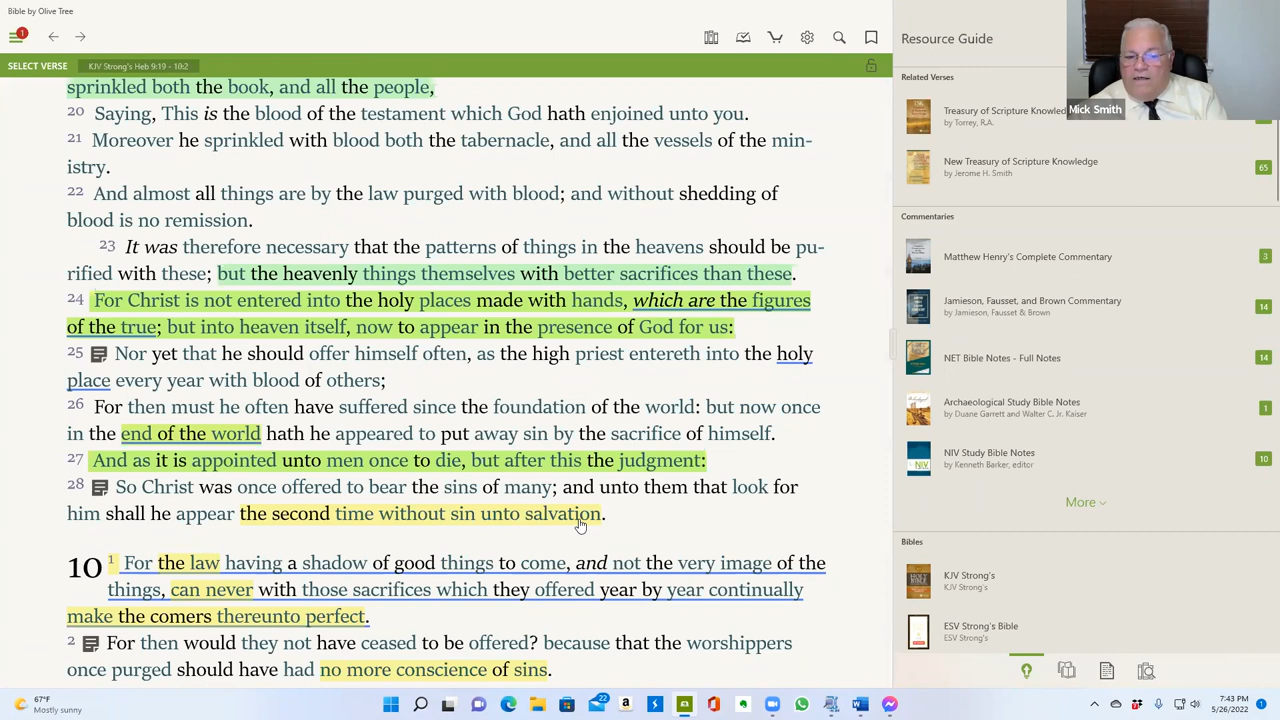 Bible by Olive Tree
1
SELECT VERSE
KJV Strong's Heb 9:19 - 10:2
sprinkled both the book, and all the people,
20 Saying, This is the blood of the testament which God hath enjoined unto you.
21 Moreover he sprinkled with blood both the tabernacle, and all the vessels of the min-
istry.
22 And almost all things are by the law purged with blood; and without shedding of
blood is no remission.
23 It was therefore necessary that the patterns of things in the heavens should be pu-
rified with these; but the heavenly things themselves with better sacrifices than these.
24 For Christ is not entered into the holy places made with hands, which are the figures
of the true; but into heaven itself, now to appear in the presence of God for us:
25 Nor yet that he should offer himself often, as the high priest entereth into the holy
place every year with blood of others;
26 For then must he often have suffered since the foundation of the world: but now once
in the end of the world hath he appeared to put away sin by the sacrifice of himself.
27 And as it is appointed unto men once to die, but after this the judgment:
28 So Christ was once offered to bear the sins of many; and unto them that look for
him shall he appear the second time without sin unto salvation.
10 1 For the law having a shadow of good things to come, and not the very image of the
things, can never with those sacrifices which they offered year by year continually
make the comers thereunto perfect.
2 For then would they not have ceased to be offered? because that the worshippers
once purged should have had no more conscience of sins.
Resource Guide
Related Verses
Treasury of Scripture Knowled
by Torrey, R.A.
New Treasury of Scripture Knowledge
by Jerome H. Smith
65
Commentaries
Matthew Henry's Complete Commentary
3
Jamieson, Fausset, and Brown Commentary
by Jamieson, Fausset & Brown
14
NET Bible Notes - Full Notes
14
Archaeological Study Bible Notes
by Duane Garrett and Walter C. Jr. Kaiser
1
NIV Study Bible Notes
by Kenneth Barker, editor
10
More
Bibles
KJV Strong's
KJV Strong's
ESV Strong's Bible
ESV Strong's
Mick Smith
67°F
Mostly sunny
22
7:43 PM
5/26/2022